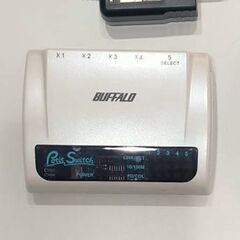 X1 X2 X3 X4 5
SELECT
BUFFALO
Petit Switch
LINK/ACT
1 2 3 4 5
10/100M
POWER
FD/COL